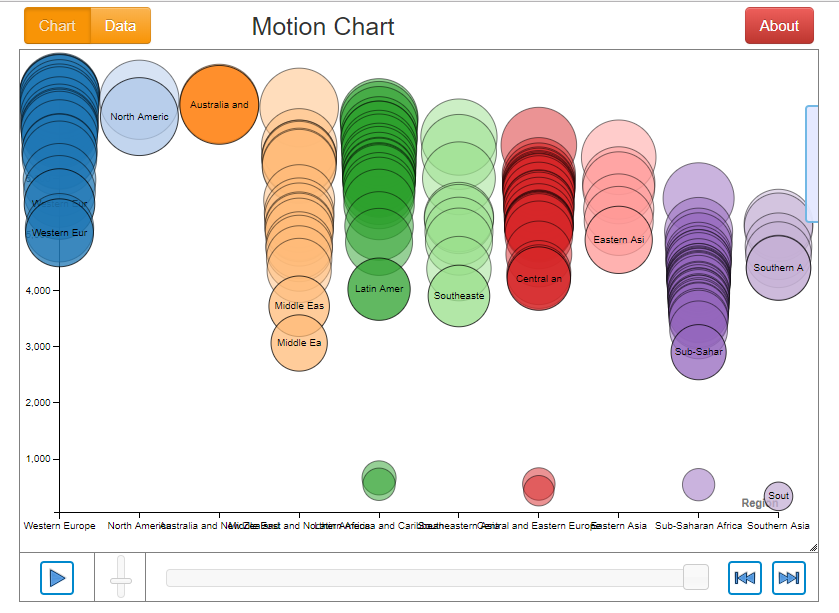 Chart Data Motion Chart About
North Americ
Australia and
Western Eur
Western Eur
Eastern Asi
Southern A
Central an
Latin Amer
Southeaste
4,000
Middle Eas
3,000
Middle Ea
Sub-Sahar
2,000
1,000
Sout
Region
Western Europe North America Australia and New Zealand Middle East and Northern Africa Latin America and Caribbean Southeastern Asia Central and Eastern Europe Eastern Asia Sub-Saharan Africa Southern Asia